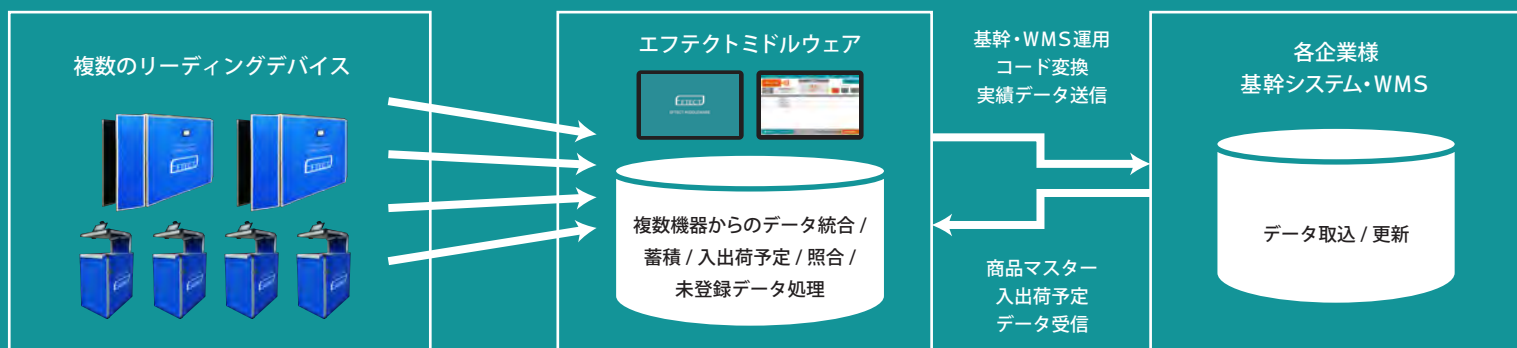 複数のリーディングデバイス
エフテクトミドルウェア
複数機器からのデータ統合 /
蓄積 / 入出荷予定 / 照合 /
未登録データ処理
基幹・WMS運用
コード変換
実績データ送信
商品マスター
入出荷予定
データ受信
各企業様
基幹システム・WMS
データ取込 / 更新